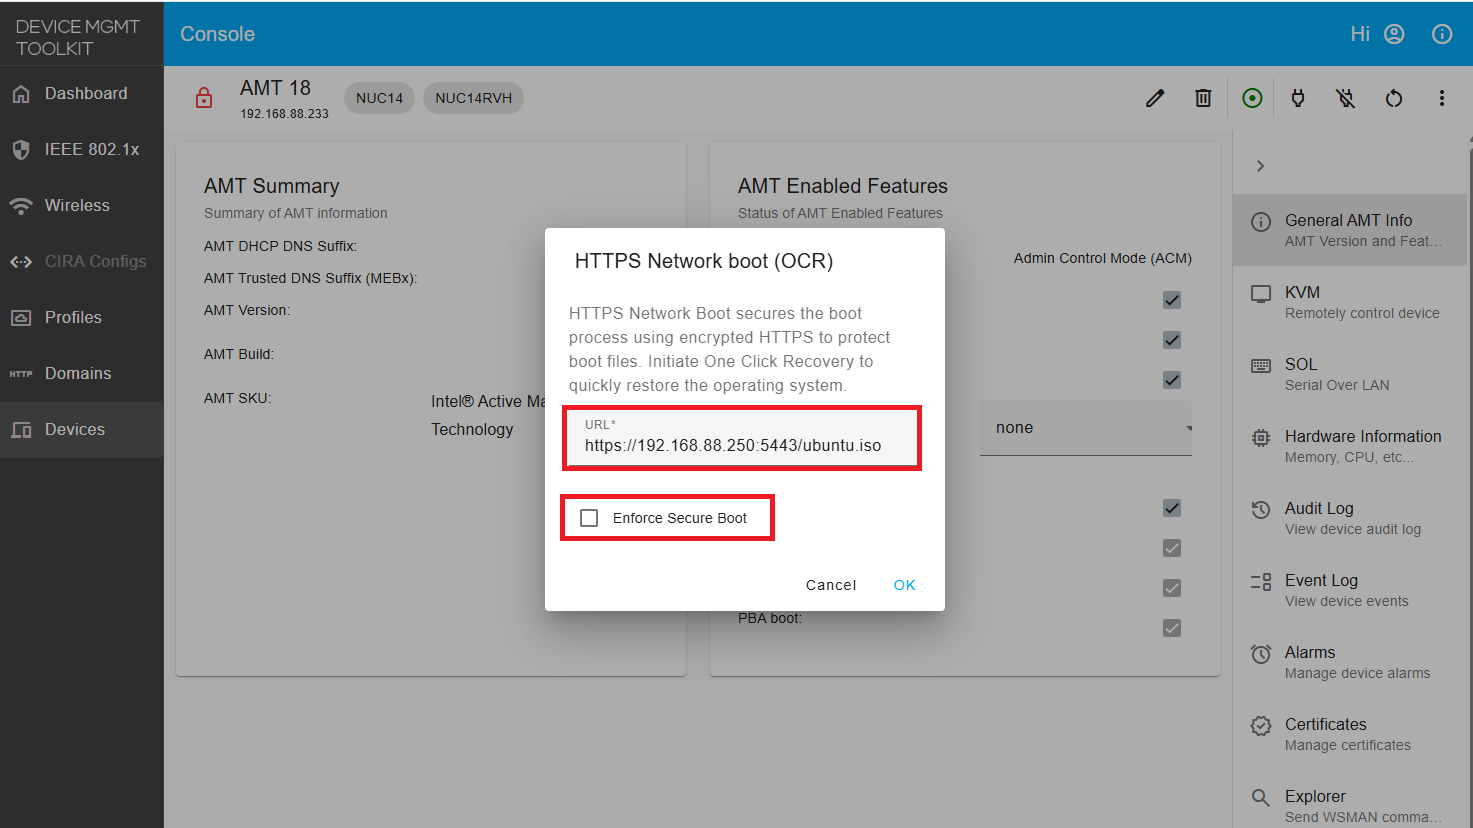 DEVICE MGMT
TOOLKIT
Dashboard
IEEE 802.1x
Wireless
CIRA Configs
Profiles
HTTP
Domains
Devices
Console
Hi
AMT 18
192.168.88.233
NUC14
NUC14RVH
AMT Summary
Summary of AMT information
AMT DHCP DNS Suffix:
AMT Trusted DNS Suffix (MEBx):
AMT Version:
AMT Build:
AMT SKU:
Intel® Active Ma
Technology
AMT Enabled Features
Status of AMT Enabled Features
Admin Control Mode (ACM)
none
PBA boot:
HTTPS Network boot (OCR)
HTTPS Network Boot secures the boot
process using encrypted HTTPS to protect
boot files. Initiate One Click Recovery to
quickly restore the operating system.
URL*
https://192.168.88.250:5443/ubuntu.iso
Enforce Secure Boot
Cancel
OK
General AMT Info
AMT Version and Feat...
KVM
Remotely control device
SOL
Serial Over LAN
Hardware Information
Memory, CPU, etc...
Audit Log
View device audit log
Event Log
View device events
Alarms
Manage device alarms
Certificates
Manage certificates
Explorer
Send WSMAN comma...